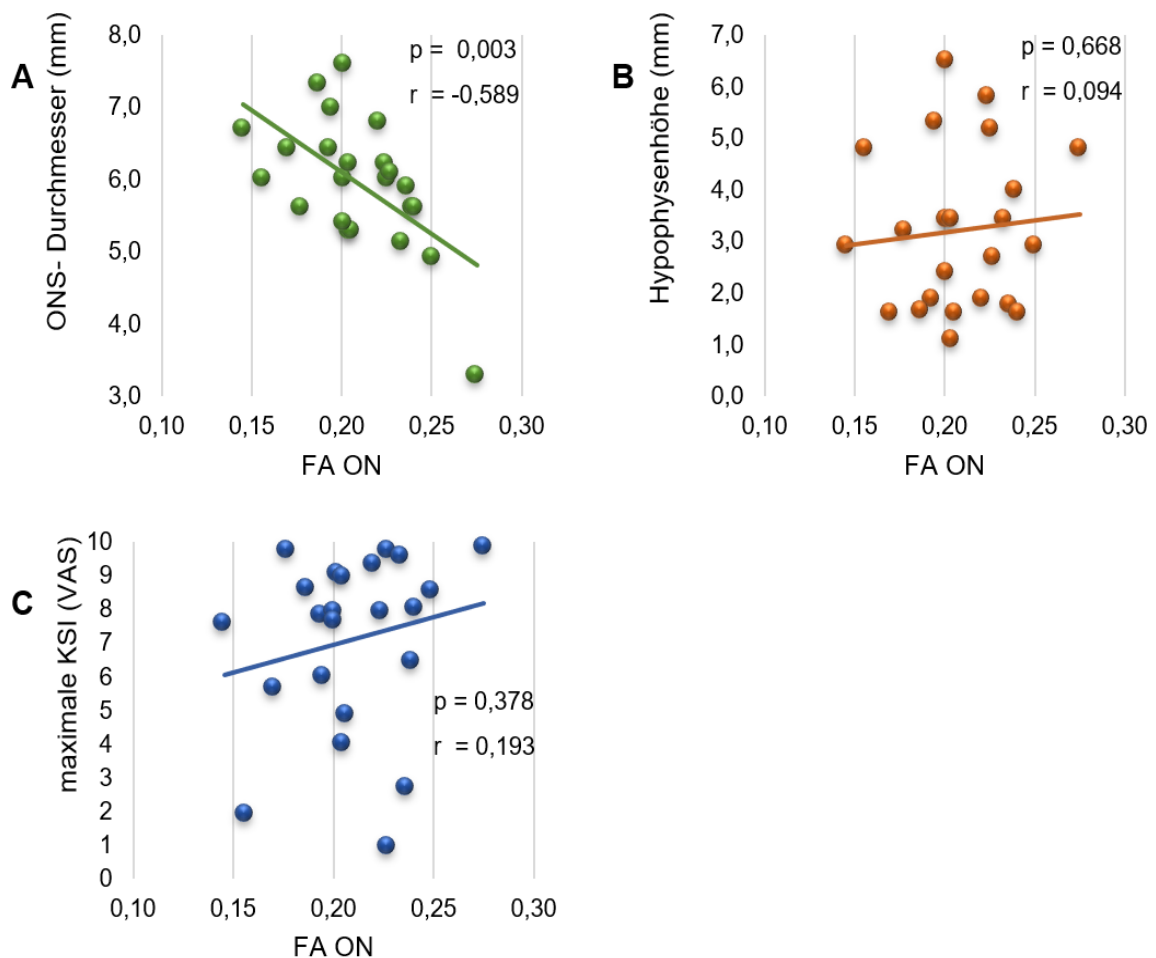 A
ONS- Durchmesser (mm)
8,0
7,0
6,0
5,0
4,0
3,0
p = 0,003
r = -0,589
0,10 0,15 0,20 0,25 0,30
FA ON
B
Hypophysenhöhe (mm)
7,0
6,0
5,0
4,0
3,0
2,0
1,0
0,0
p = 0,668
r = 0,094
0,10 0,15 0,20 0,25 0,30
FA ON
C
maximale KSI (VAS)
10
9
8
7
6
5
4
3
2
1
0
p = 0,378
r = 0,193
0,10 0,15 0,20 0,25 0,30
FA ON